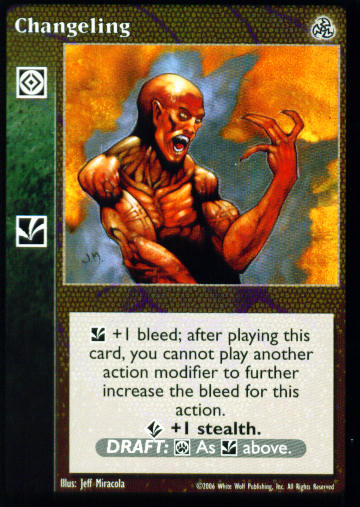 Changeling
J.M.
+1 bleed; after playing this
card, you cannot play another
action modifier to further
increase the bleed for this
action.
+1 stealth.
DRAFT: As above.
Illus: Jeff Miracola ©2006 White Wolf Publishing, Inc. All Rights Reserved